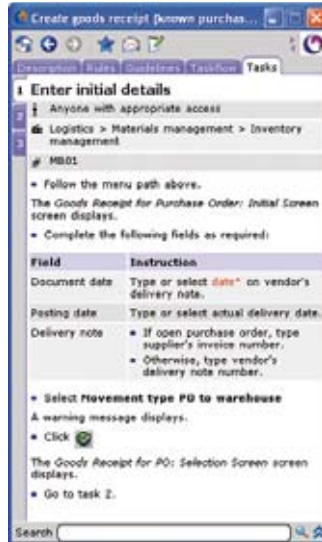 Create goods receipt (known purchas...
Description Rules Guidelines Taskflow Tasks
1 Enter initial details
2
Anyone with appropriate access
3
Logistics > Materials management > Inventory
management
MB01
• Follow the menu path above.
The Goods Receipt for Purchase Order: Initial Screen
screen displays.
• Complete the following fields as required:
Field Instruction
Document date Type or select date* on vendor's
delivery note.
Posting date Type or select actual delivery date.
Delivery note • If open purchase order, type
supplier's invoice number.
• Otherwise, type vendor's
delivery note number.
• Select Movement type PO to warehouse
A warning message displays.
• Click
The Goods Receipt for PO: Selection Screen screen
displays.
• Go to task 2.
Search